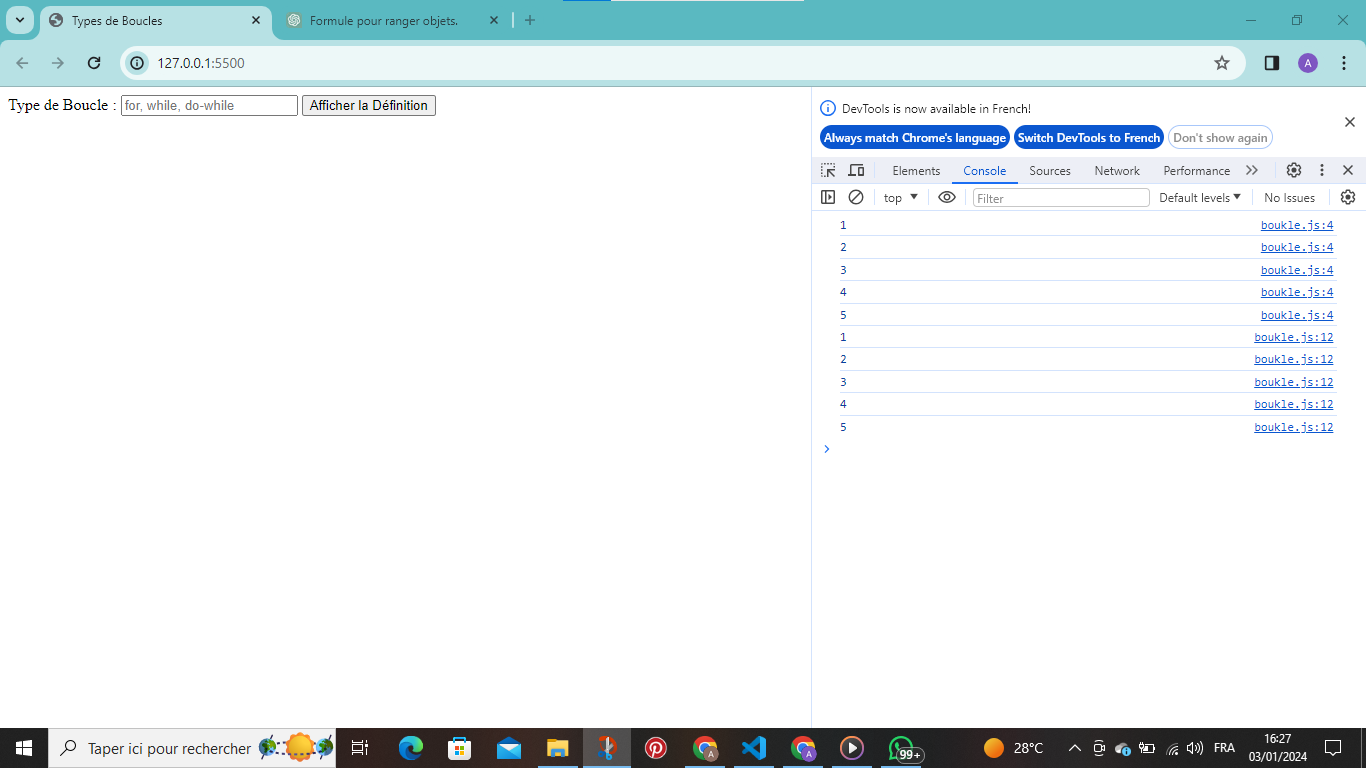 Types de Boucles
Formule pour ranger objets.
127.0.0.1:5500
A
Type de Boucle : for, while, do-while Afficher la Définition
DevTools is now available in French!
Always match Chrome's language Switch DevTools to French Don't show again
Elements Console Sources Network Performance
top Filter Default levels No Issues
1 boukle.js:4
2 boukle.js:4
3 boukle.js:4
4 boukle.js:4
5 boukle.js:4
1 boukle.js:12
2 boukle.js:12
3 boukle.js:12
4 boukle.js:12
5 boukle.js:12
Taper ici pour rechercher
A
A
99+
28°C
FRA
16:27
03/01/2024